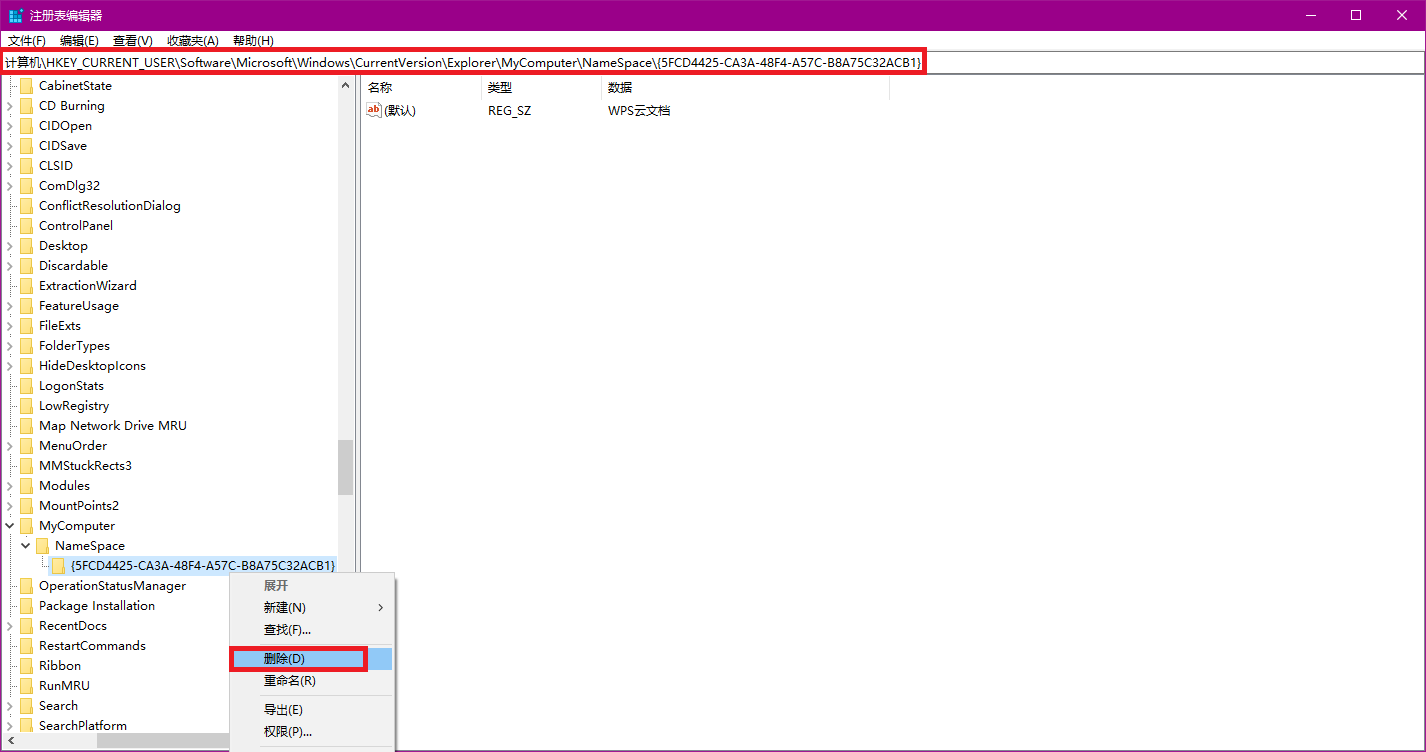 注册表编辑器
文件(F) 编辑(E) 查看(V) 收藏夹(A) 帮助(H)
计算机\HKEY_CURRENT_USER\Software\Microsoft\Windows\CurrentVersion\Explorer\MyComputer\NameSpace\{5FCD4425-CA3A-48F4-A57C-B8A75C32ACB1}
CabinetState
CD Burning
CIDOpen
CIDSave
CLSID
ComDlg32
ConflictResolutionDialog
ControlPanel
Desktop
Discardable
ExtractionWizard
FeatureUsage
FileExts
FolderTypes
HideDesktopIcons
LogonStats
LowRegistry
Map Network Drive MRU
MenuOrder
MMStuckRects3
Modules
MountPoints2
MyComputer
NameSpace
{5FCD4425-CA3A-48F4-A57C-B8A75C32ACB1}
OperationStatusManager
Package Installation
RecentDocs
RestartCommands
Ribbon
RunMRU
Search
SearchPlatform
名称 类型 数据
ab (默认) REG_SZ WPS云文档
展开
新建(N)
查找(F)...
删除(D)
重命名(R)
导出(E)
权限(P)...